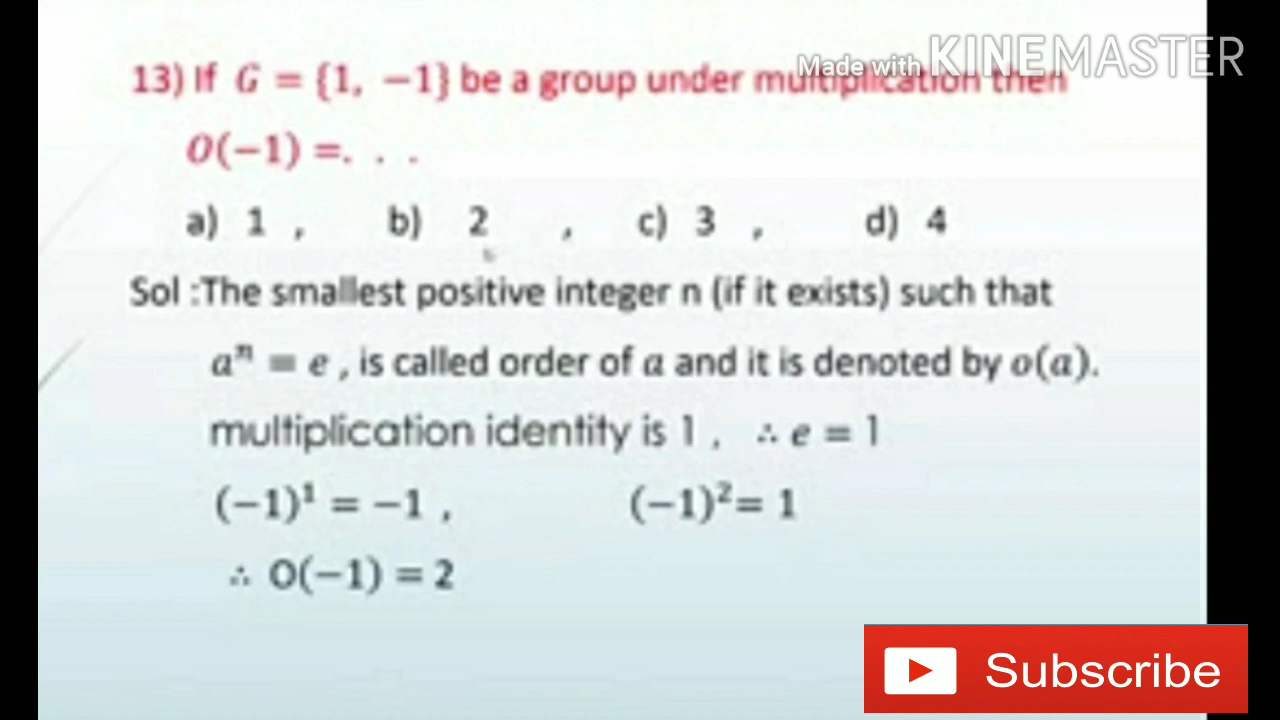 Made with KINEMASTER
13) If G = {1, −1} be a group under multiplication then
O(−1) =. . .
a) 1 , b) 2 , c) 3 , d) 4
Sol :The smallest positive integer n (if it exists) such that
aⁿ = e , is called order of a and it is denoted by o(a).
multiplication identity is 1 , ∴ e = 1
(−1)¹ = −1 , (−1)²= 1
∴ O(−1) = 2
Subscribe